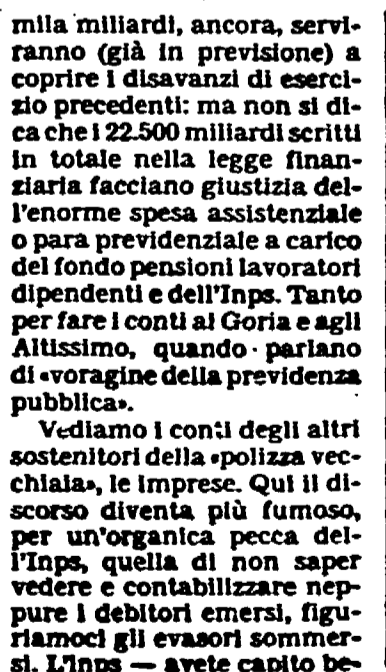 mila miliardi, ancora, servi-
ranno (già in previsione) a
coprire i disavanzi di eserci-
zio precedenti: ma non si di-
ca che i 22.500 miliardi scritti
in totale nella legge finan-
ziaria facciano giustizia del-
l'enorme spesa assistenziale
o para previdenziale a carico
del fondo pensioni lavoratori
dipendenti e dell'Inps. Tanto
per fare i conti ai Goria e agli
Altissimo, quando parlano
di «voragine della previdenza
pubblica».
Vediamo i conti degli altri
sostenitori della «polizza vec-
chiaia», le imprese. Qui il di-
scorso diventa più fumoso,
per un'organica pecca del-
l'Inps, quella di non saper
vedere e contabilizzare nep-
pure i debitori emersi, figu-
riamoci gli evasori sommer-
si. L'Inps — avete capito be-